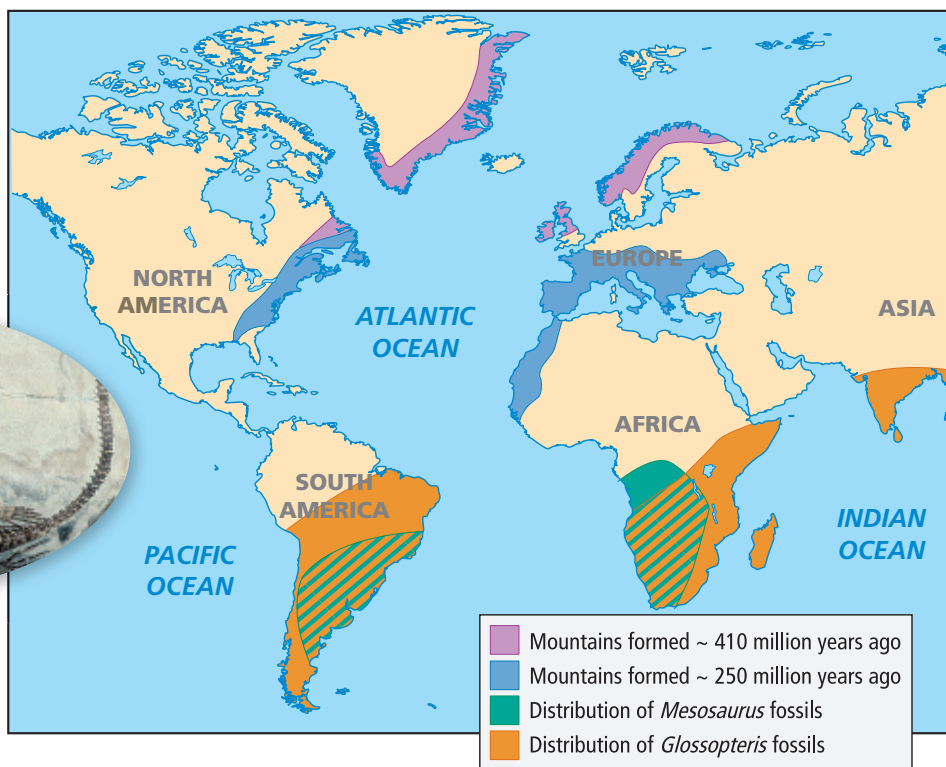 NORTH
AMERICA
ATLANTIC
OCEAN
EUROPE
ASIA
AFRICA
SOUTH
AMERICA
PACIFIC
OCEAN
INDIAN
OCEAN
Mountains formed ~ 410 million years ago
Mountains formed ~ 250 million years ago
Distribution of Mesosaurus fossils
Distribution of Glossopteris fossils